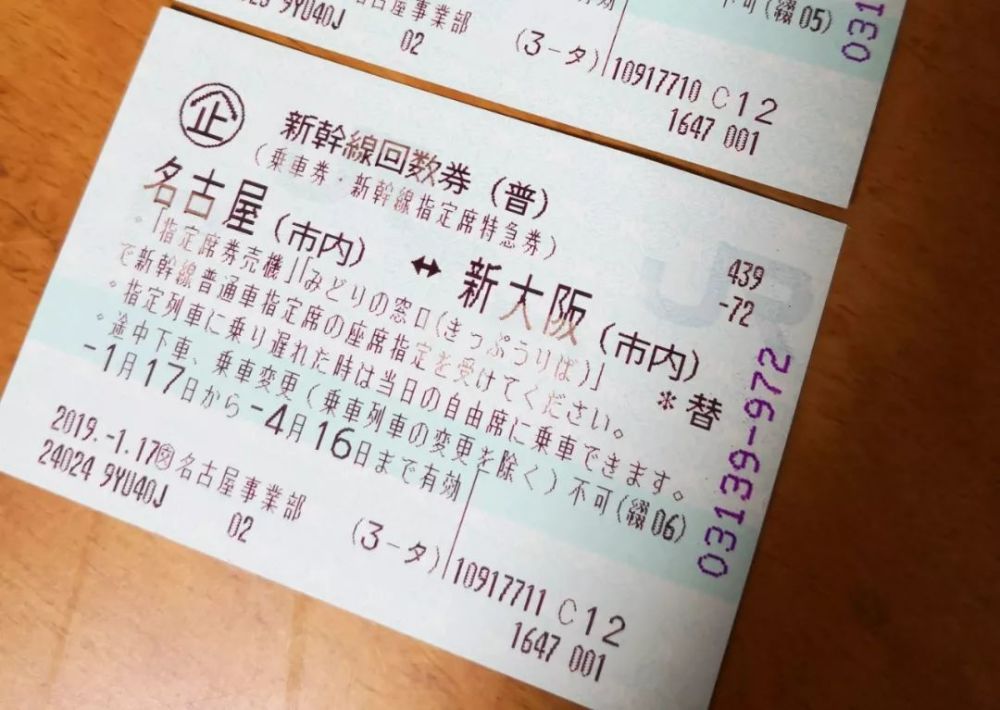 名古屋事業部
02
(3-タ)
10917710
C12
1647 001
不可(綴05)
企
新幹線回数券(普)
(乗車券・新幹線指定席特急券)
名古屋(市内) ↔ 新大阪(市内)
439
-72
*替
・「指定席券売機」「みどりの窓口(きっぷうりば)」
で新幹線普通車指定席の座席指定を受けてください。
・指定列車に乗り遅れた時は当日の自由席に乗車できます。
・途中下車、乗車変更(乗車列車の変更を除く)不可(綴06)
-1月17日から-4月16日まで有効
2019.-1.17 名古屋事業部
24024 9YU40J
02
(3-タ)
10917711
C12
1647 001
03139-972